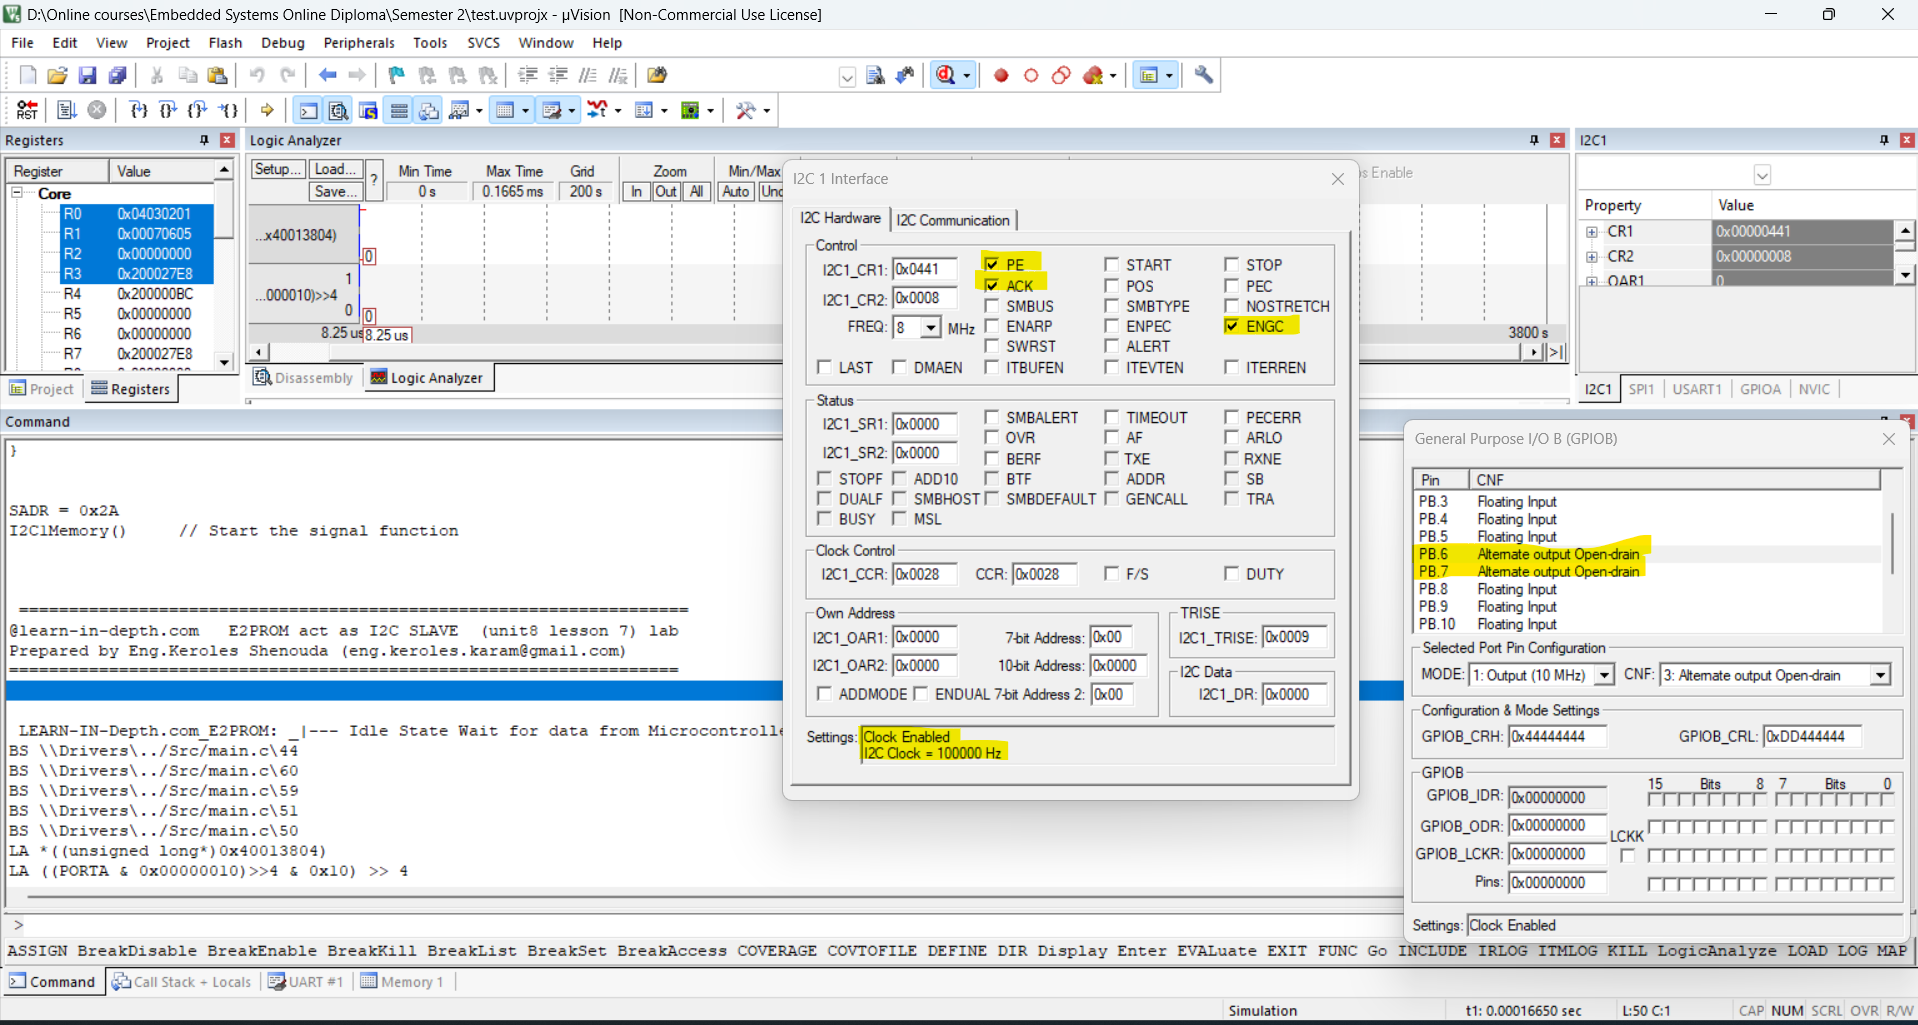 D:\Online courses\Embedded Systems Online Diploma\Semester 2\test.uvprojx - µVision  [Non-Commercial Use License]
File Edit View Project Flash Debug Peripherals Tools SVCS Window Help
Registers
Register Value
Core
R0 0x04030201
R1 0x00070605
R2 0x00000000
R3 0x200027E8
R4 0x200000BC
R5 0x00000000
R6 0x00000000
R7 0x200027E8
Project Registers
Logic Analyzer
Setup... Load... Save... ?
Min Time Max Time Grid Zoom Min/Max
0 s 0.1665 ms 200 s In Out All Auto
...x40013804)
0
1
...000010)>>4
0
0
8.25 us 8.25 us
3800 s
Disassembly Logic Analyzer
I2C1
Property Value
CR1 0x00000441
CR2 0x00000008
OAR1 0
I2C1 SPI1 USART1 GPIOA NVIC
Command
}
SADR = 0x2A
I2C1Memory() // Start the signal function
===================================================================
@learn-in-depth.com E2PROM act as I2C SLAVE (unit8 lesson 7) lab
Prepared by Eng.Keroles Shenouda (eng.keroles.karam@gmail.com)
===================================================================
LEARN-IN-Depth.com_E2PROM: _|--- Idle State Wait for data from Microcontrolle
BS \\Drivers\../Src/main.c\44
BS \\Drivers\../Src/main.c\60
BS \\Drivers\../Src/main.c\59
BS \\Drivers\../Src/main.c\51
BS \\Drivers\../Src/main.c\50
LA *((unsigned long*)0x40013804)
LA ((PORTA & 0x00000010)>>4 & 0x10) >> 4
>
ASSIGN BreakDisable BreakEnable BreakKill BreakList BreakSet BreakAccess COVERAGE COVTOFILE DEFINE DIR Display Enter EVALuate EXIT FUNC Go INCLUDE IRLOG ITMLOG KILL LogicAnalyze LOAD LOG MAP
Command Call Stack + Locals UART #1 Memory 1
Simulation t1: 0.00016650 sec L:50 C:1 CAP NUM SCRL OVR R/W
I2C 1 Interface
I2C Hardware I2C Communication
Control
I2C1_CR1: 0x0441 PE START STOP
ACK POS PEC
I2C1_CR2: 0x0008 SMBUS SMBTYPE NOSTRETCH
FREQ: 8 MHz ENARP ENPEC ENGC
SWRST ALERT
LAST DMAEN ITBUFEN ITEVTEN ITERREN
Status
I2C1_SR1: 0x0000 SMBALERT TIMEOUT PECERR
OVR AF ARLO
I2C1_SR2: 0x0000 BERF TXE RXNE
STOPF ADD10 BTF ADDR SB
DUALF SMBHOST SMBDEFAULT GENCALL TRA
BUSY MSL
Clock Control
I2C1_CCR: 0x0028 CCR: 0x0028 F/S DUTY
Own Address
I2C1_OAR1: 0x0000 7-bit Address: 0x00
I2C1_OAR2: 0x0000 10-bit Address: 0x0000
ADDMODE ENDUAL 7-bit Address 2: 0x00
TRISE
I2C1_TRISE: 0x0009
I2C Data
I2C1_DR: 0x0000
Settings: Clock Enabled
I2C Clock = 100000 Hz
s Enable
General Purpose I/O B (GPIOB)
Pin CNF
PB.3 Floating Input
PB.4 Floating Input
PB.5 Floating Input
PB.6 Alternate output Open-drain
PB.7 Alternate output Open-drain
PB.8 Floating Input
PB.9 Floating Input
PB.10 Floating Input
Selected Port Pin Configuration
MODE: 1: Output (10 MHz) CNF: 3: Alternate output Open-drain
Configuration & Mode Settings
GPIOB_CRH: 0x44444444 GPIOB_CRL: 0xDD444444
GPIOB
15 Bits 8 7 Bits 0
GPIOB_IDR: 0x00000000
GPIOB_ODR: 0x00000000
LCKK
GPIOB_LCKR: 0x00000000
Pins: 0x00000000
Settings: Clock Enabled